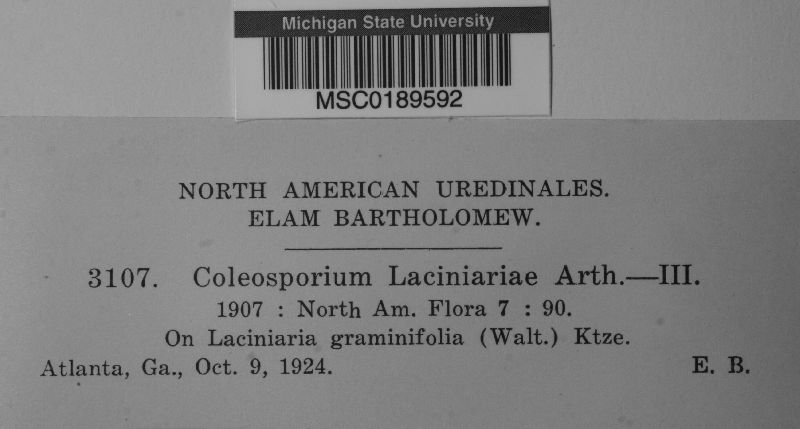 Michigan State University
MSC0189592
NORTH AMERICAN UREDINALES.
ELAM BARTHOLOMEW.
3107. Coleosporium Laciniariae Arth.—III.
1907 : North Am. Flora 7 : 90.
On Laciniaria graminifolia (Walt.) Ktze.
Atlanta, Ga., Oct. 9, 1924. E. B.